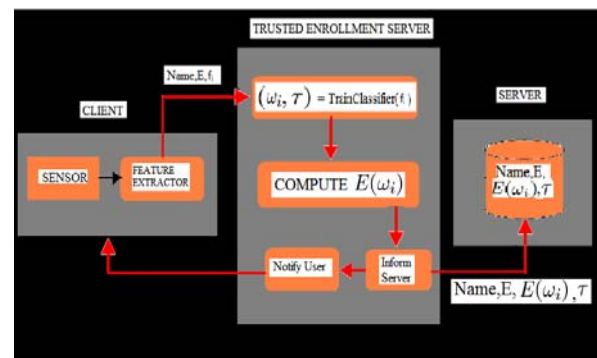 TRUSTED ENROLLMENT SERVER
Name,E,fᵢ
(ωᵢ, τ) = TrainClassifier(fᵢ)
CLIENT
SERVER
SENSOR
FEATURE
EXTRACTOR
COMPUTE E(ωᵢ)
Name,E,
E(ωᵢ),τ
Notify User
Inform
Server
Name,E, E(ωᵢ) ,τ